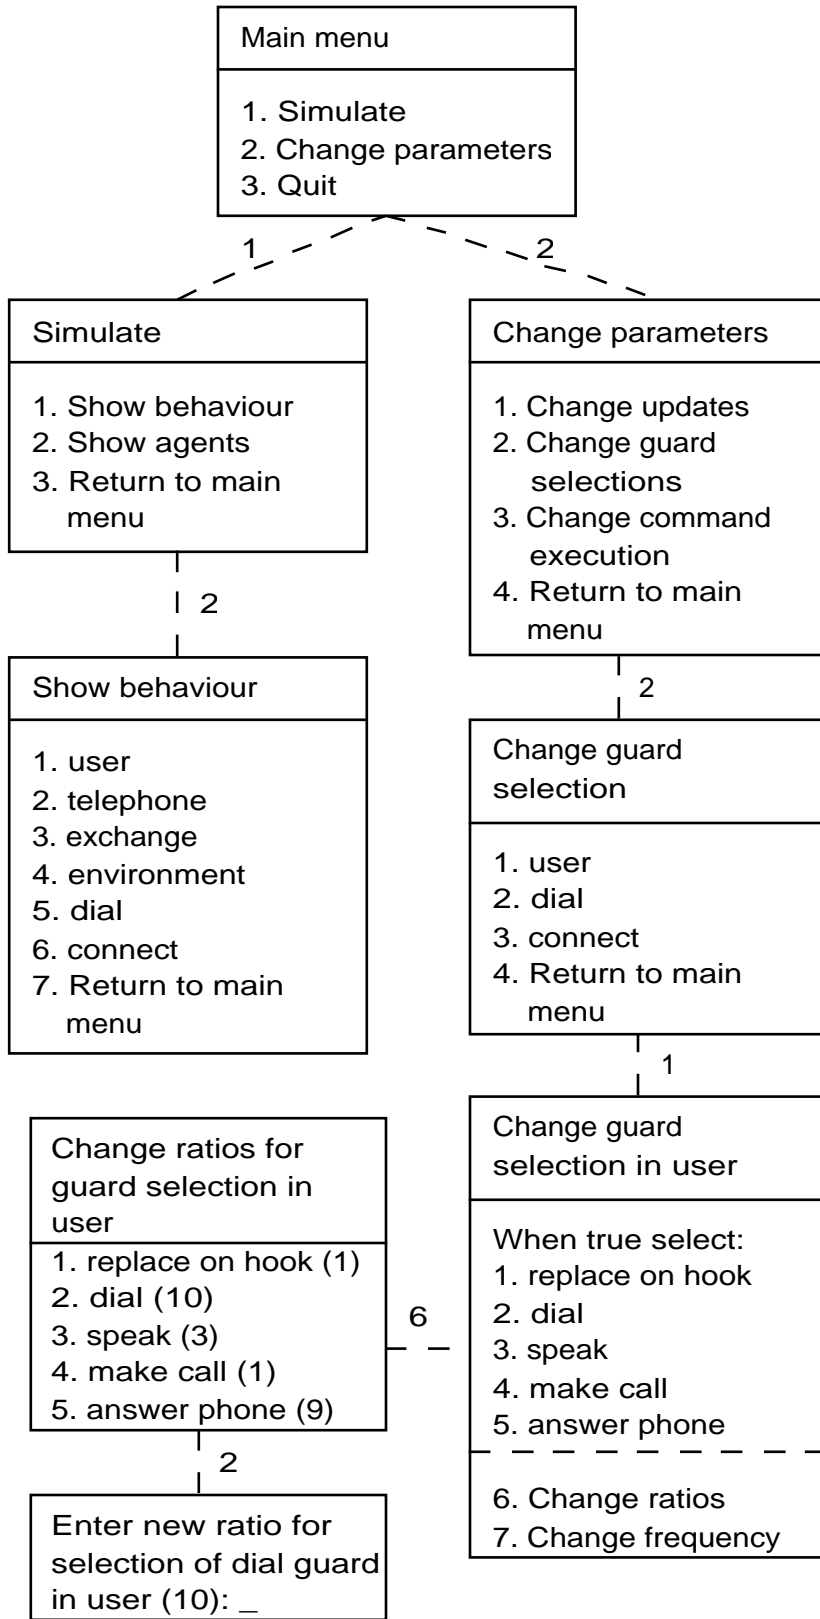 Main menu
1. Simulate
2. Change parameters
3. Quit
1
2
Simulate
1. Show behaviour
2. Show agents
3. Return to main
menu
2
Show behaviour
1. user
2. telephone
3. exchange
4. environment
5. dial
6. connect
7. Return to main
menu
Change parameters
1. Change updates
2. Change guard
selections
3. Change command
execution
4. Return to main
menu
2
Change guard
selection
1. user
2. dial
3. connect
4. Return to main
menu
1
Change guard
selection in user
When true select:
1. replace on hook
2. dial
3. speak
4. make call
5. answer phone
6. Change ratios
7. Change frequency
6
Change ratios for
guard selection in
user
1. replace on hook (1)
2. dial (10)
3. speak (3)
4. make call (1)
5. answer phone (9)
2
Enter new ratio for
selection of dial guard
in user (10): _